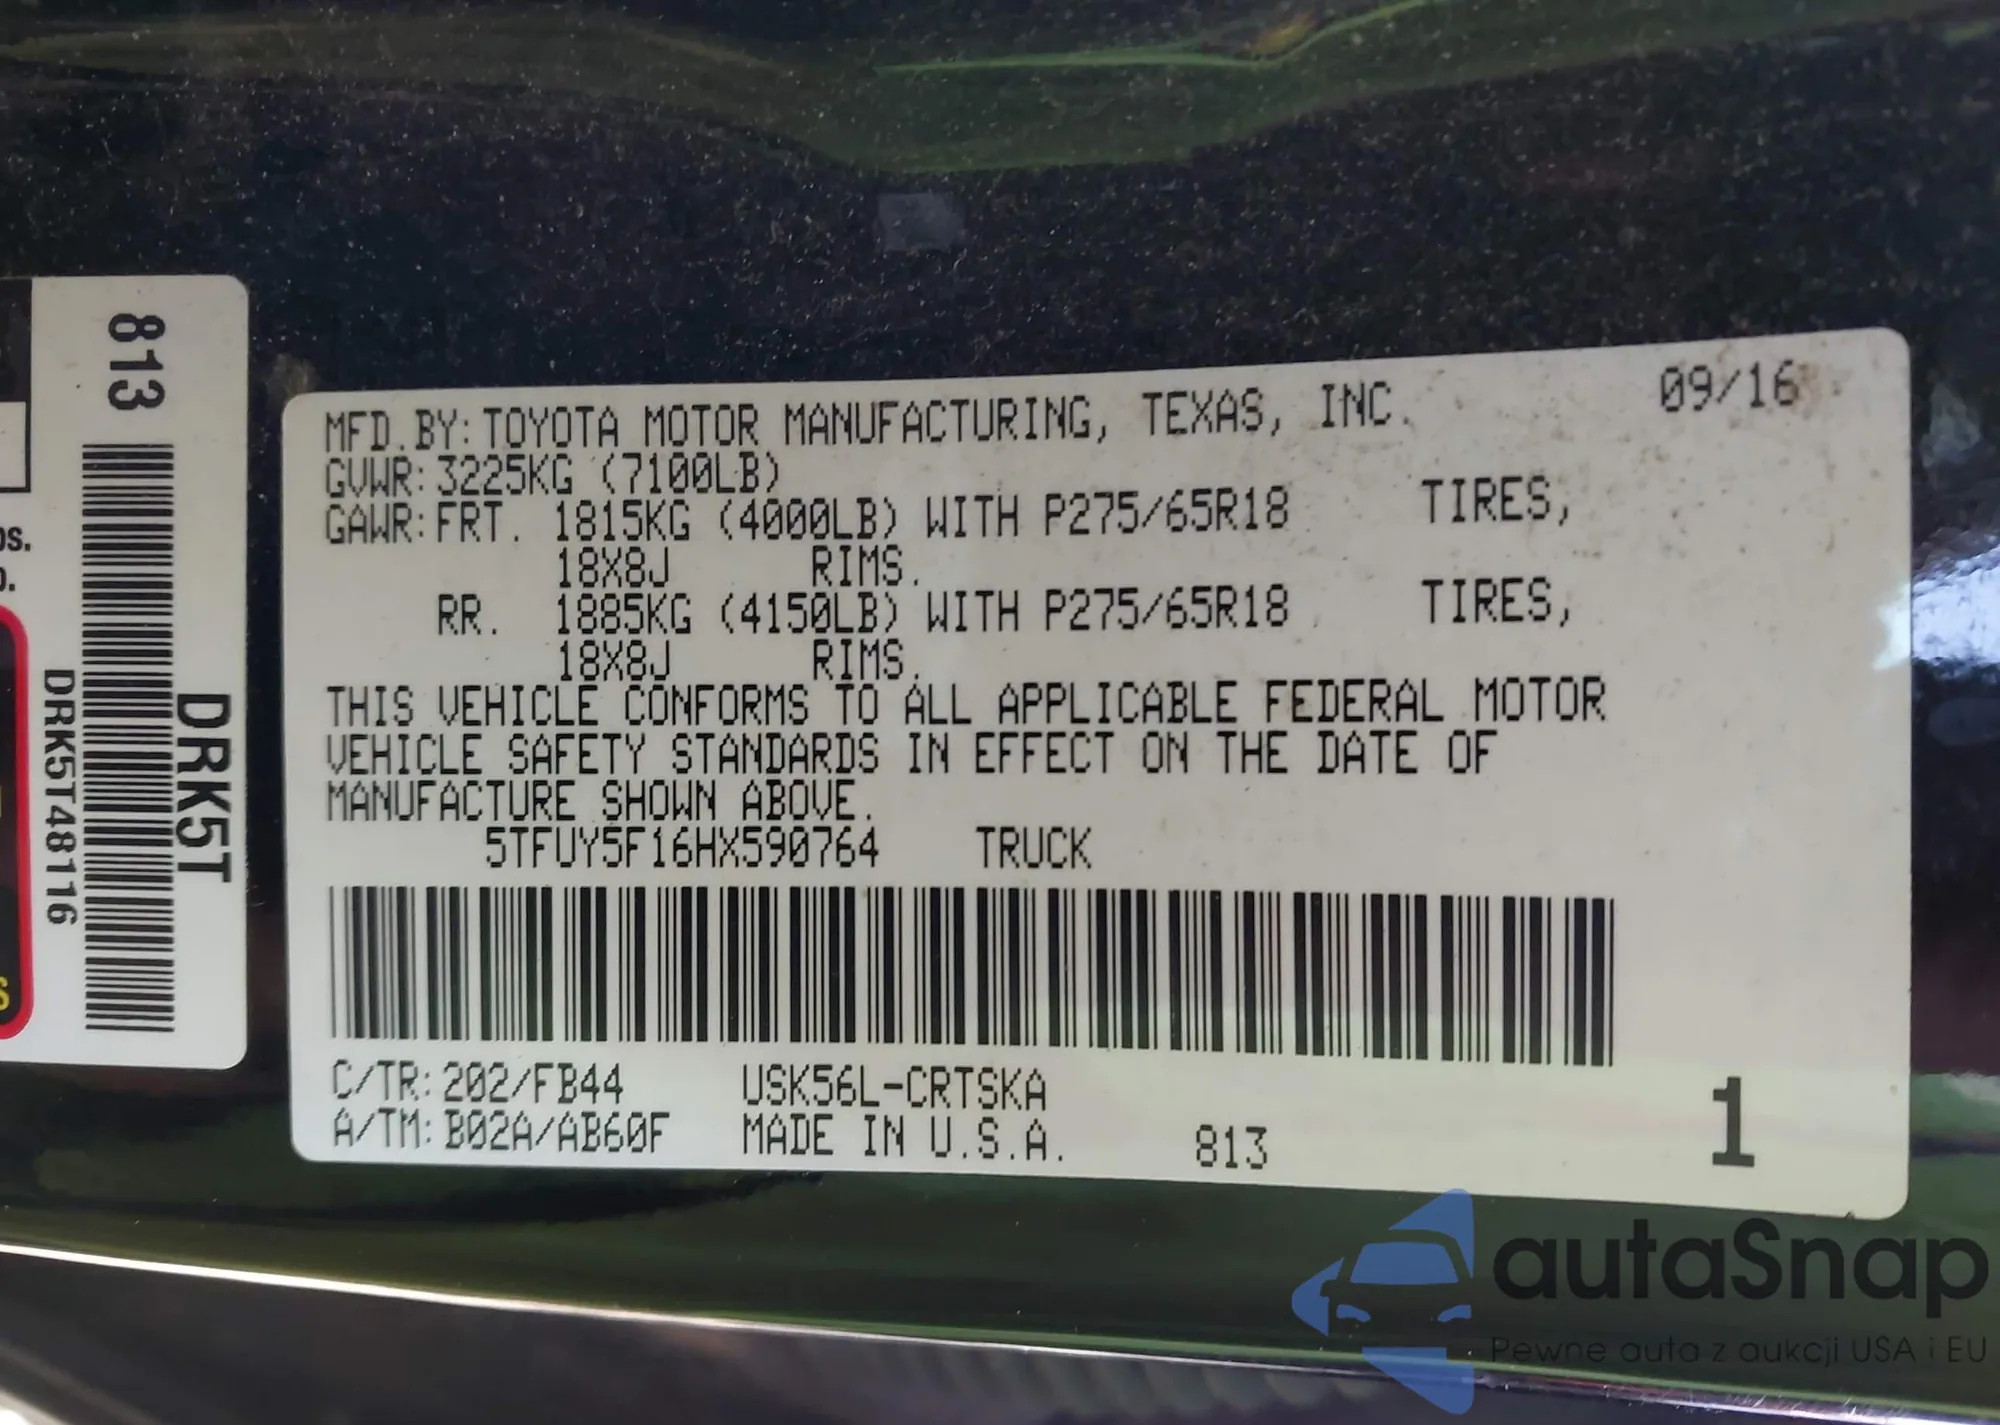 813
DRK5T
DRK5T48116
MFD.BY:TOYOTA MOTOR MANUFACTURING, TEXAS, INC. 09/16
GVWR:3225KG (7100LB)
GAWR:FRT. 1815KG (4000LB) WITH P275/65R18 TIRES,
18X8J RIMS.
RR. 1885KG (4150LB) WITH P275/65R18 TIRES,
18X8J RIMS.
THIS VEHICLE CONFORMS TO ALL APPLICABLE FEDERAL MOTOR
VEHICLE SAFETY STANDARDS IN EFFECT ON THE DATE OF
MANUFACTURE SHOWN ABOVE.
5TFUY5F16HX590764 TRUCK
C/TR:202/FB44 USK56L-CRTSKA
A/TM:B02A/AB60F MADE IN U.S.A. 813 1
autaSnap
Pewne auta z aukcji USA i EU